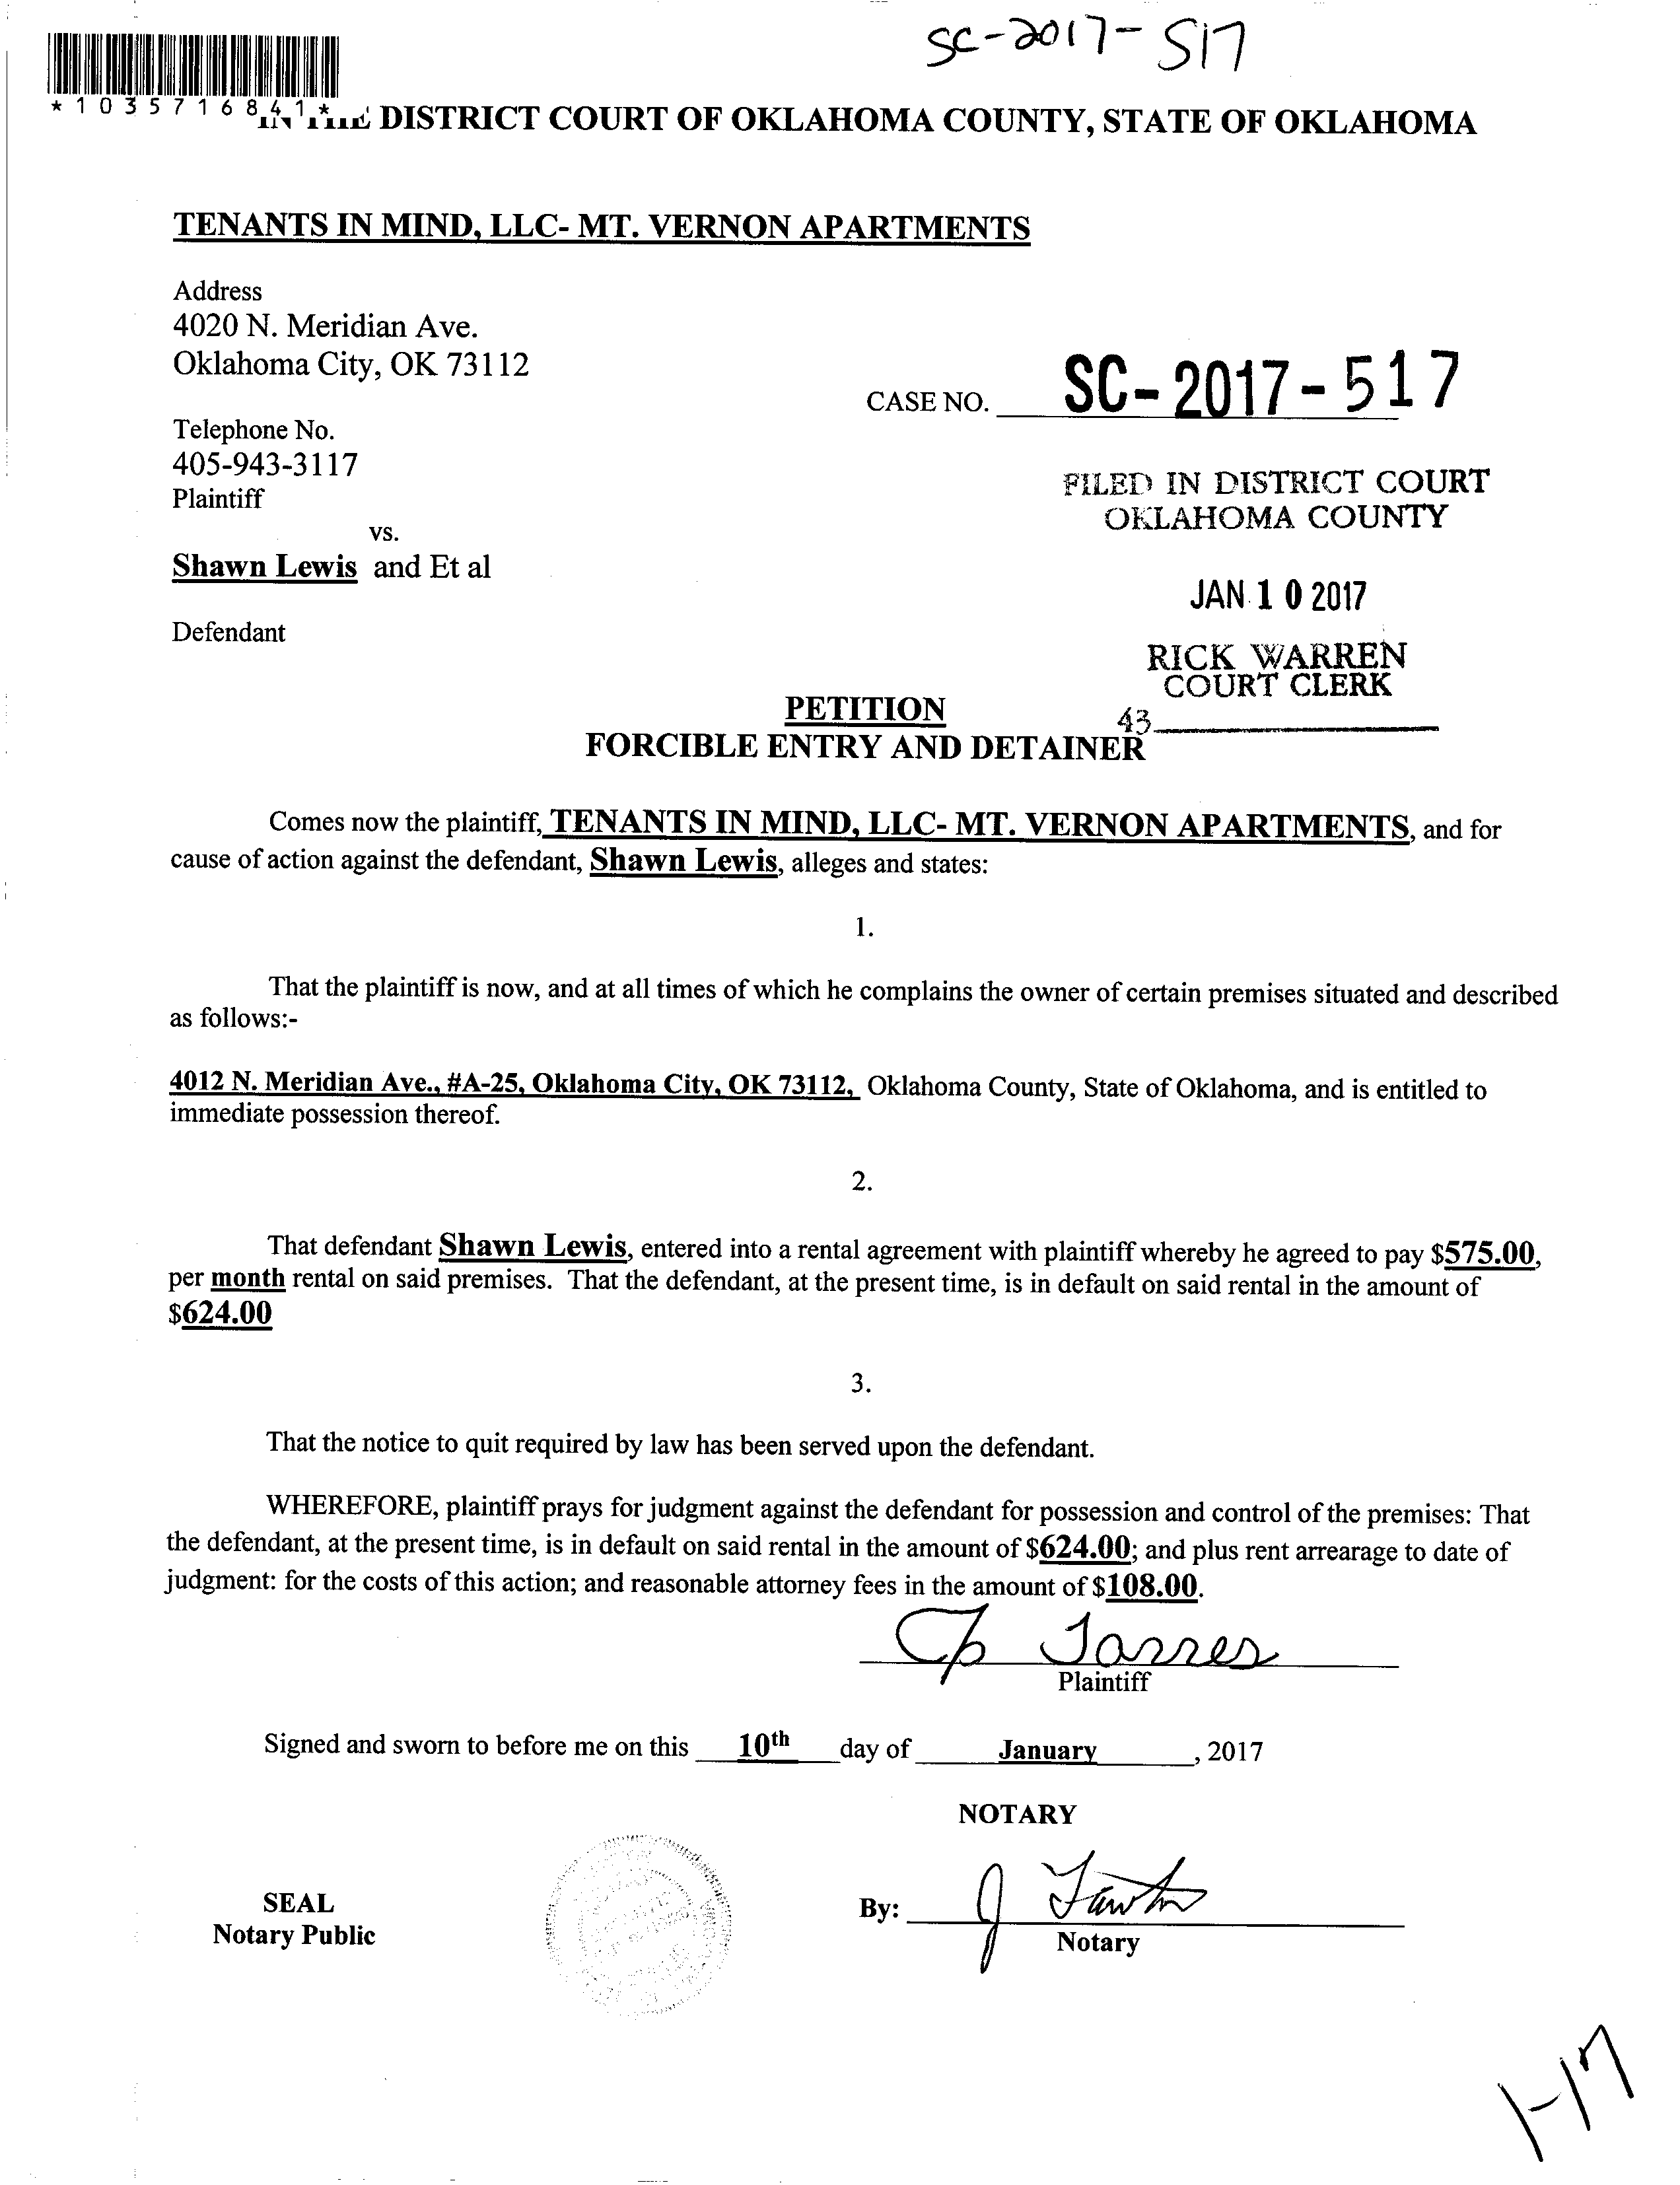 SC-2017-517
*1035716841*
IN THE DISTRICT COURT OF OKLAHOMA COUNTY, STATE OF OKLAHOMA
TENANTS IN MIND, LLC- MT. VERNON APARTMENTS
Address
4020 N. Meridian Ave.
Oklahoma City, OK 73112
CASE NO. SC-2017-517
Telephone No.
405-943-3117
Plaintiff
FILED IN DISTRICT COURT
OKLAHOMA COUNTY
vs.
Shawn Lewis and Et al
JAN 10 2017
Defendant
RICK WARREN
COURT CLERK
43
PETITION
FORCIBLE ENTRY AND DETAINER
Comes now the plaintiff, TENANTS IN MIND, LLC- MT. VERNON APARTMENTS, and for
cause of action against the defendant, Shawn Lewis, alleges and states:
1.
That the plaintiff is now, and at all times of which he complains the owner of certain premises situated and described
as follows:-
4012 N. Meridian Ave., #A-25, Oklahoma City, OK 73112, Oklahoma County, State of Oklahoma, and is entitled to
immediate possession thereof.
2.
That defendant Shawn Lewis, entered into a rental agreement with plaintiff whereby he agreed to pay $575.00,
per month rental on said premises. That the defendant, at the present time, is in default on said rental in the amount of
$624.00
3.
That the notice to quit required by law has been served upon the defendant.
WHEREFORE, plaintiff prays for judgment against the defendant for possession and control of the premises: That
the defendant, at the present time, is in default on said rental in the amount of $624.00; and plus rent arrearage to date of
judgment: for the costs of this action; and reasonable attorney fees in the amount of $108.00.
Plaintiff
Signed and sworn to before me on this 10th day of January, 2017
NOTARY
SEAL
Notary Public
By:
Notary
1-17